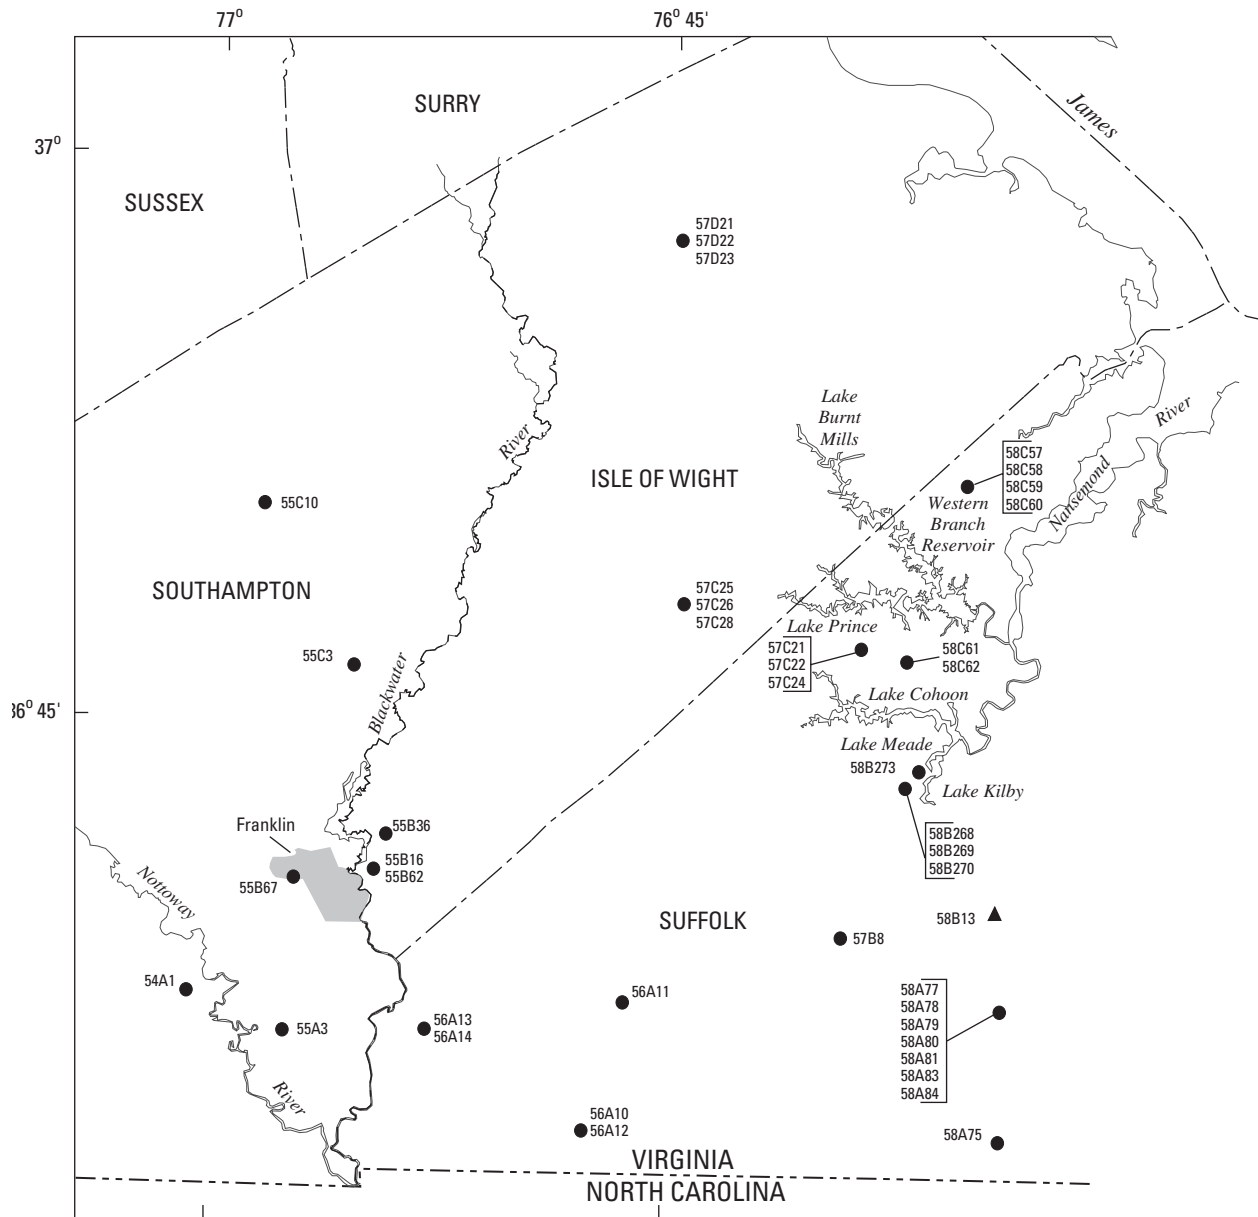 77°
76° 45'
SURRY
James
37°
SUSSEX
57D21
57D22
57D23
Lake
Burnt
Mills
River
River
58C57
58C58
58C59
58C60
Nansemond
ISLE OF WIGHT
Western
Branch
Reservoir
55C10
SOUTHAMPTON
57C25
57C26
57C28
Lake Prince
57C21
57C22
57C24
58C61
58C62
55C3
Blackwater
Lake Cohoon
36° 45'
Lake Meade
58B273
Lake Kilby
Franklin
55B36
58B268
58B269
58B270
55B16
55B62
55B67
Nottoway
SUFFOLK
58B13
57B8
54A1
56A11
58A77
58A78
58A79
58A80
58A81
58A83
58A84
55A3
56A13
56A14
River
56A10
56A12
58A75
VIRGINIA
NORTH CAROLINA